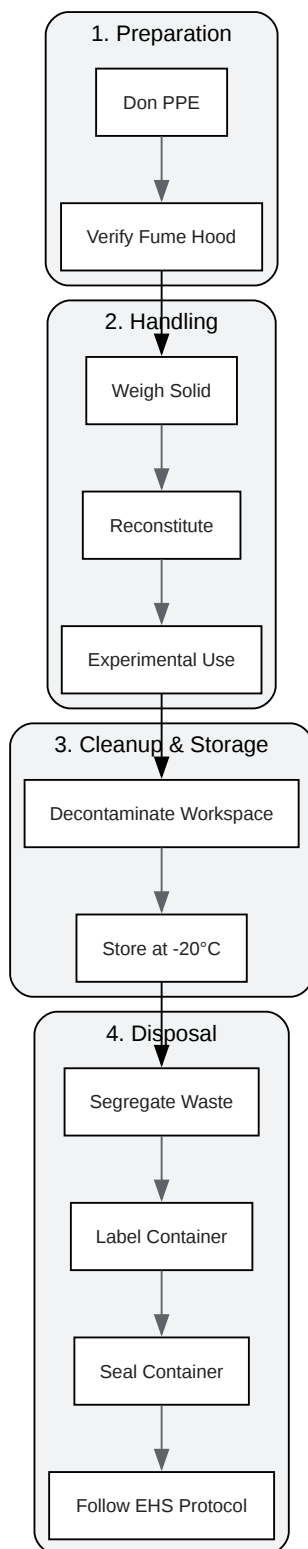 1. Preparation
Don PPE
Verify Fume Hood
2. Handling
Weigh Solid
Reconstitute
Experimental Use
3. Cleanup & Storage
Decontaminate Workspace
Store at -20°C
4. Disposal
Segregate Waste
Label Container
Seal Container
Follow EHS Protocol